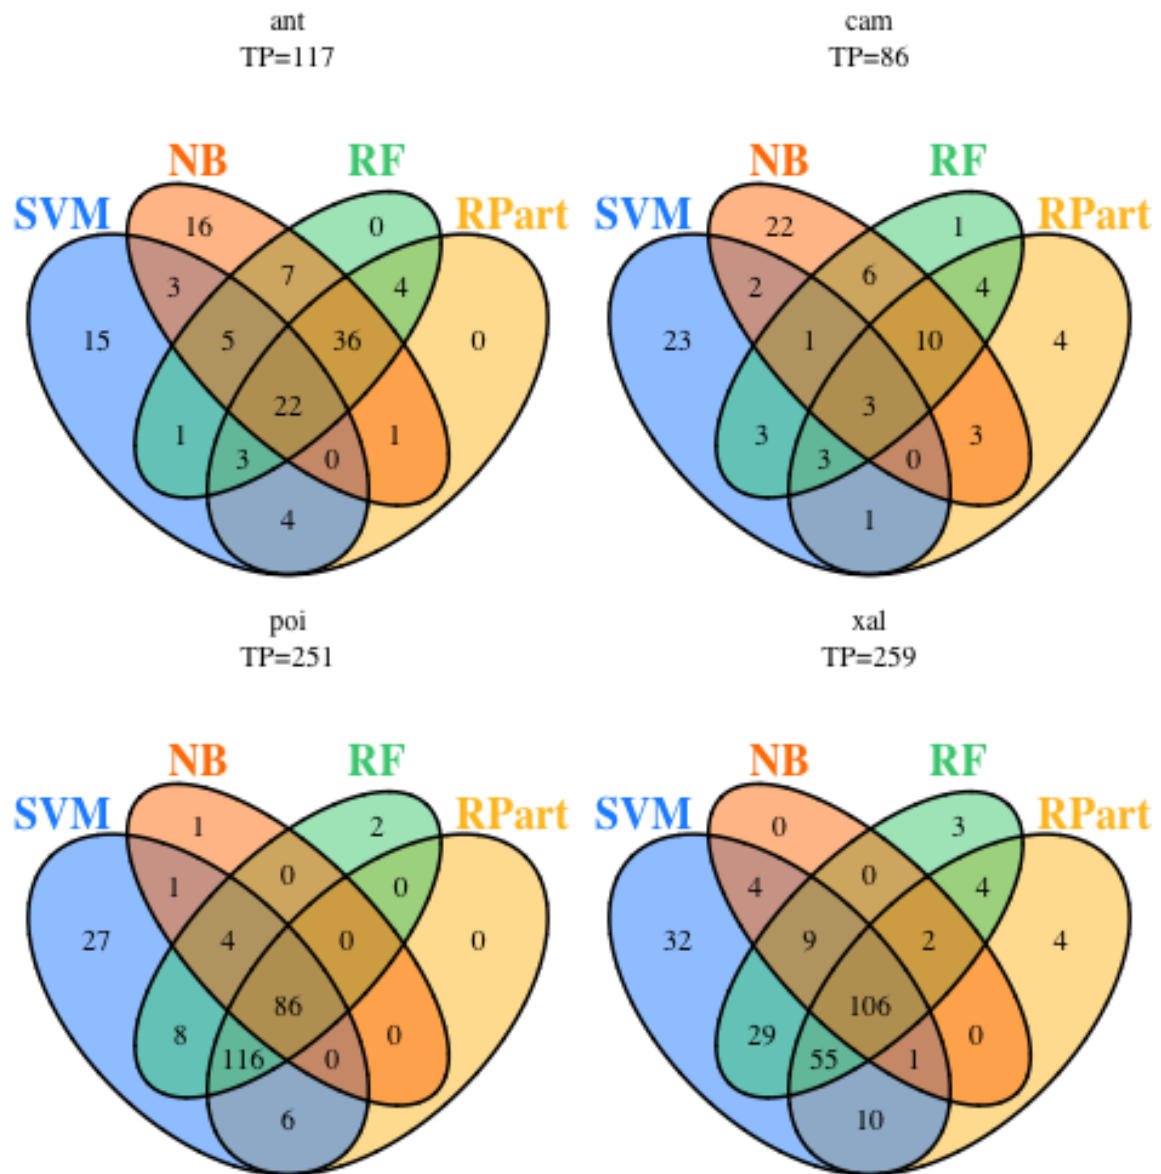 ant
TP=117
NB RF
SVM RPart
16 0
3 7 4
15 5 36 0
22
1 1
3 0
4
cam
TP=86
NB RF
SVM RPart
22 1
2 6 4
23 1 10 4
3
3 3
3 0
1
poi
TP=251
NB RF
SVM RPart
1 2
1 0 0
27 4 0 0
86
8 0
116 0
6
xal
TP=259
NB RF
SVM RPart
0 3
4 0 4
32 9 2 4
106
29 0
55 1
10